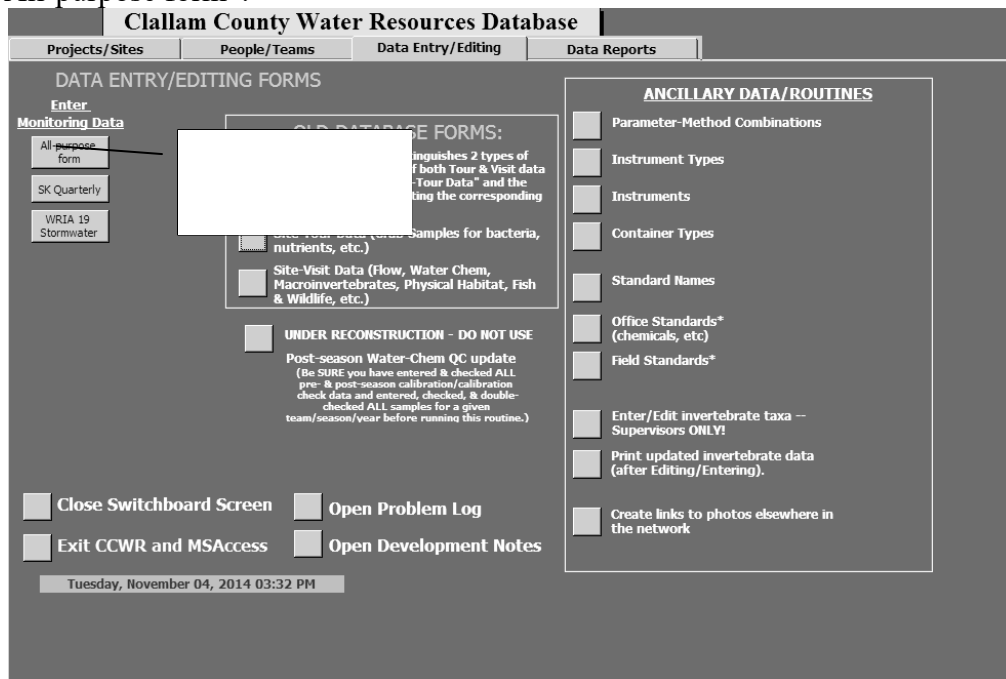 Clallam County Water Resources Database
Projects/Sites People/Teams Data Entry/Editing Data Reports
DATA ENTRY/EDITING FORMS
Enter
Monitoring Data
All-purpose
form
SK Quarterly
WRIA 19
Stormwater
FORMS:
2 types of
both Tour & Visit data
-Tour Data" and the
the corresponding
Site-Tour Data (Grab-Samples for bacteria,
nutrients, etc.)
Site-Visit Data (Flow, Water Chem,
Macroinvertebrates, Physical Habitat, Fish
& Wildlife, etc.)
UNDER RECONSTRUCTION - DO NOT USE
Post-season Water-Chem QC update
(Be SURE you have entered & checked ALL
pre- & post-season calibration/calibration
check data and entered, checked, & double-
checked ALL samples for a given
team/season/year before running this routine.)
Close Switchboard Screen
Open Problem Log
Exit CCWR and MSAccess
Open Development Notes
Tuesday, November 04, 2014 03:32 PM
ANCILLARY DATA/ROUTINES
Parameter-Method Combinations
Instrument Types
Instruments
Container Types
Standard Names
Office Standards*
(chemicals, etc)
Field Standards*
Enter/Edit invertebrate taxa --
Supervisors ONLY!
Print updated invertebrate data
(after Editing/Entering).
Create links to photos elsewhere in
the network